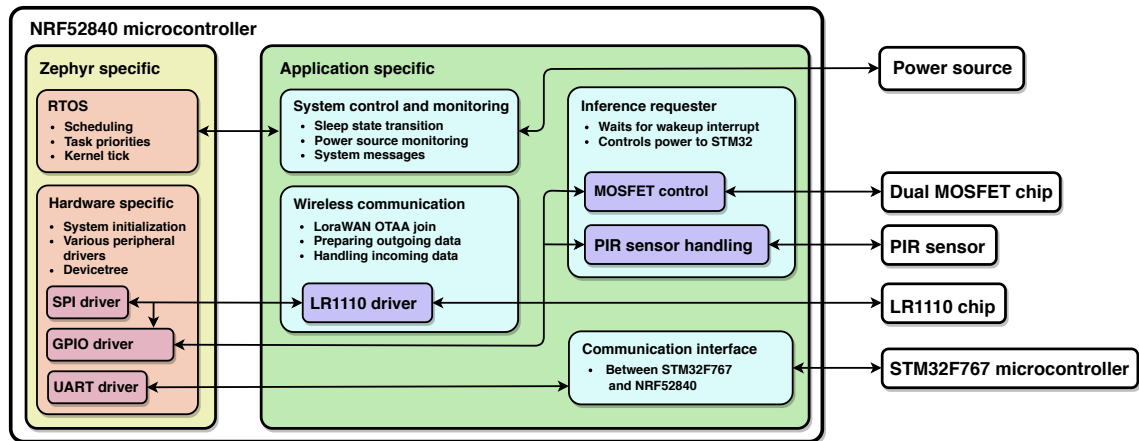 NRF52840 microcontroller
Zephyr specific
RTOS
• Scheduling
• Task priorities
• Kernel tick
Hardware specific
• System initialization
• Various peripheral
drivers
• Devicetree
SPI driver
GPIO driver
UART driver
Application specific
System control and monitoring
• Sleep state transition
• Power source monitoring
• System messages
Wireless communication
• LoraWAN OTAA join
• Preparing outgoing data
• Handling incoming data
LR1110 driver
Inference requester
• Waits for wakeup interrupt
• Controls power to STM32
MOSFET control
PIR sensor handling
Communication interface
• Between STM32F767
and NRF52840
Power source
Dual MOSFET chip
PIR sensor
LR1110 chip
STM32F767 microcontroller